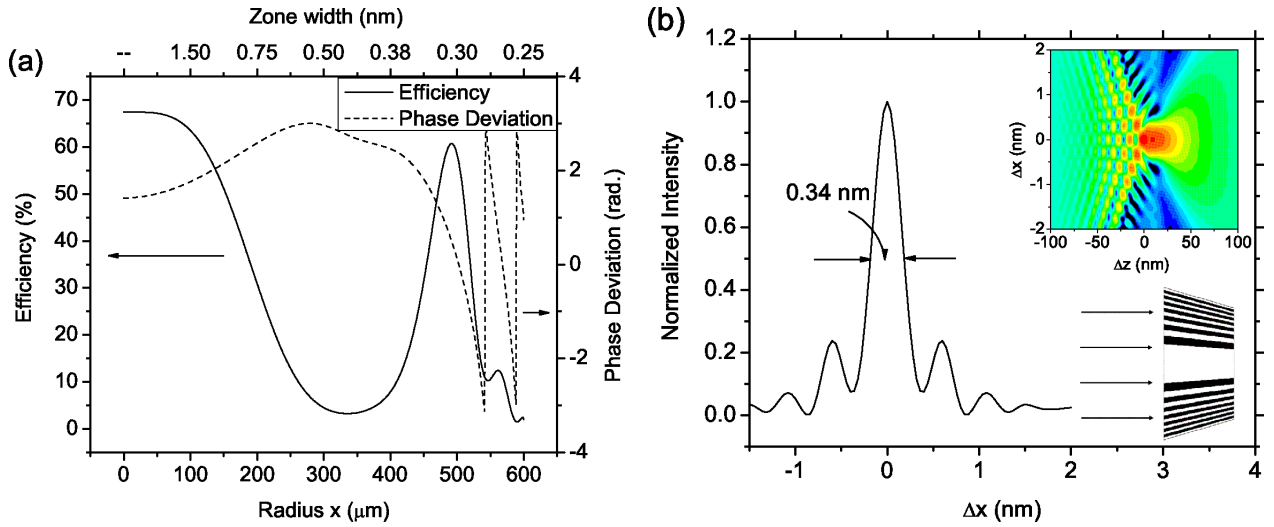 Zone width (nm)
-- 1.50 0.75 0.50 0.38 0.30 0.25
(a)
Efficiency
Phase Deviation
Efficiency (%)
70
60
50
40
30
20
10
0
4
2
0
-2
-4
Phase Deviation (rad.)
0 100 200 300 400 500 600
Radius x (μm)
(b)
Normalized Intensity
1.2
1.0
0.8
0.6
0.4
0.2
0.0
0.34 nm
-1 0 1 2 3 4
Δx (nm)
Δx (nm)
2
1
0
-1
-2
-100 -50 0 50 100
Δz (nm)